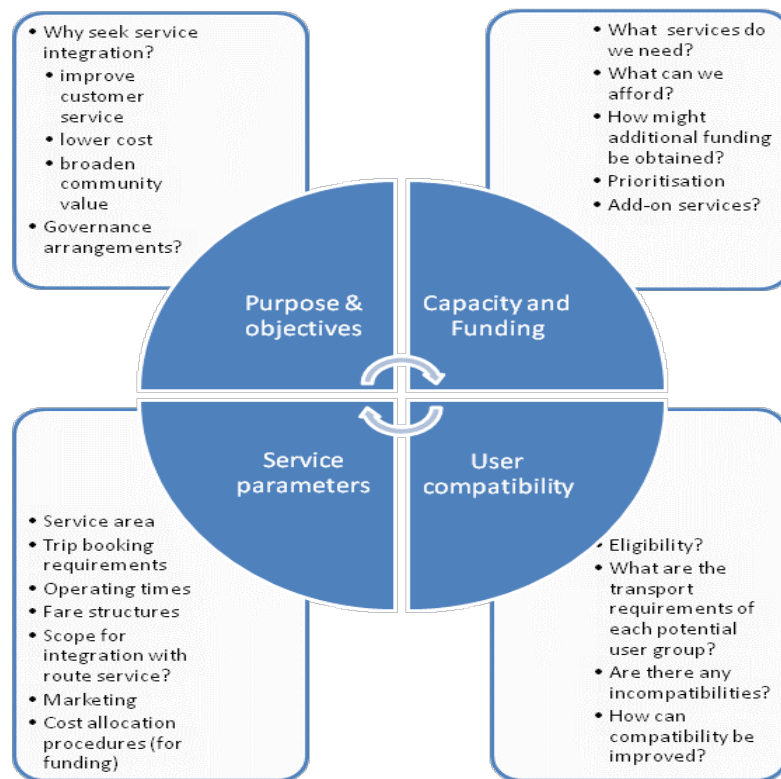 • Why seek service
integration?
• improve
customer
service
• lower cost
• broaden
community
value
• Governance
arrangements?
• What services do
we need?
• What can we
afford?
• How might
additional funding
be obtained?
• Prioritisation
• Add-on services?
Purpose &
objectives
Capacity and
Funding
Service
parameters
User
compatibility
• Service area
• Trip booking
requirements
• Operating times
• Fare structures
• Scope for
integration with
route service?
• Marketing
• Cost allocation
procedures (for
funding)
• Eligibility?
• What are the
transport
requirements of
each potential
user group?
• Are there any
incompatibilities?
• How can
compatibility be
improved?